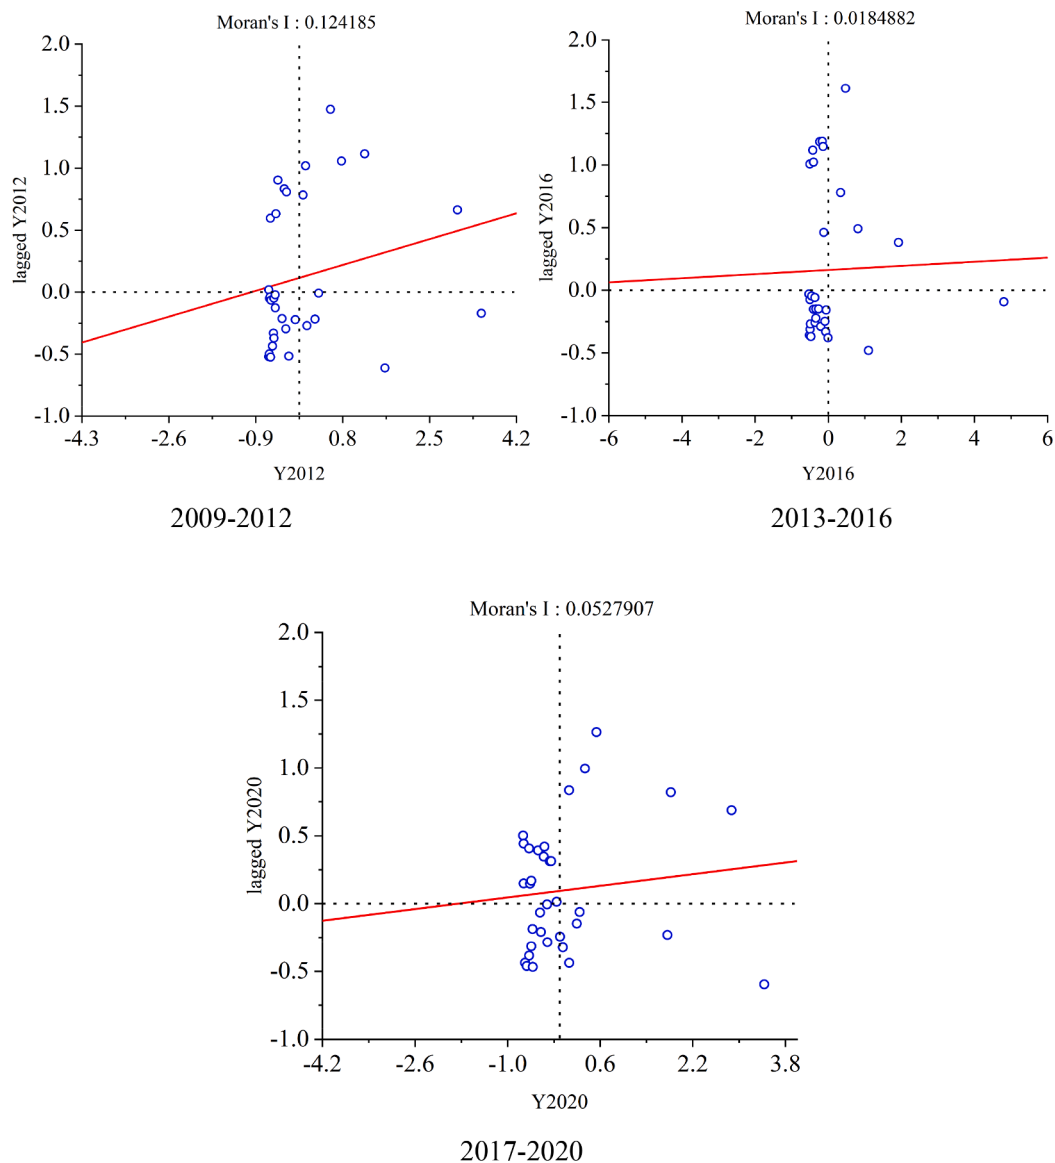 Moran's I : 0.124185
2.0
1.5
1.0
0.5
0.0
-0.5
-1.0
lagged Y2012
-4.3 -2.6 -0.9 0.8 2.5 4.2
Y2012
2009-2012
Moran's I : 0.0184882
2.0
1.5
1.0
0.5
0.0
-0.5
-1.0
lagged Y2016
-6 -4 -2 0 2 4 6
Y2016
2013-2016
Moran's I : 0.0527907
2.0
1.5
1.0
0.5
0.0
-0.5
-1.0
lagged Y2020
-4.2 -2.6 -1.0 0.6 2.2 3.8
Y2020
2017-2020